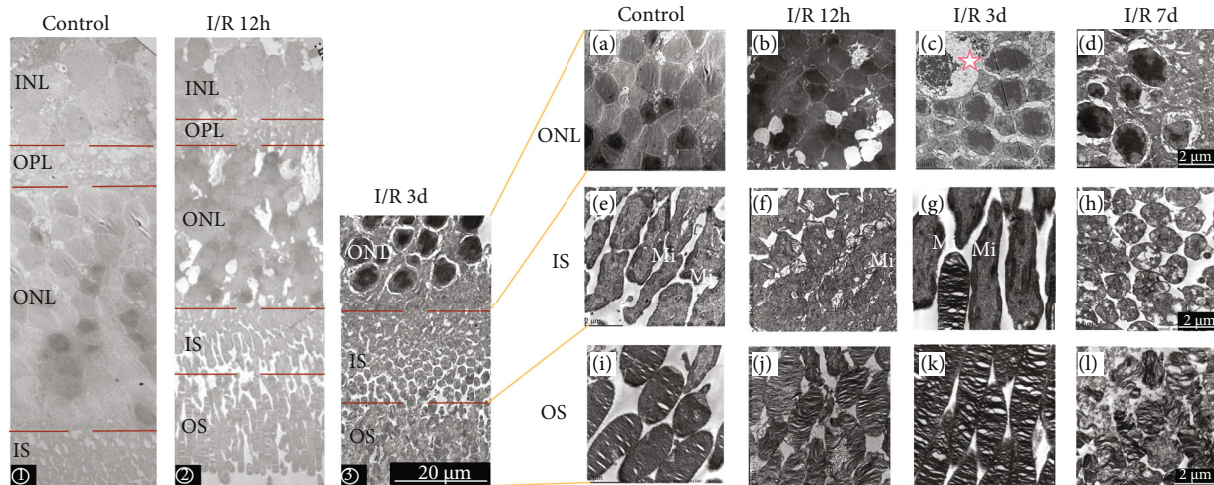 Control
I/R 12h
I/R 3d
INL
OPL
ONL
IS
①
INL
OPL
ONL
IS
OS
②
ONL
IS
OS
③
20 μm
Control
I/R 12h
I/R 3d
I/R 7d
ONL
(a)
(b)
(c)
(d)
2 μm
IS
(e)
Mi
Mi
2 μm
(f)
Mi
(g)
Mi
Mi
(h)
2 μm
OS
(i)
(j)
(k)
(l)
2 μm